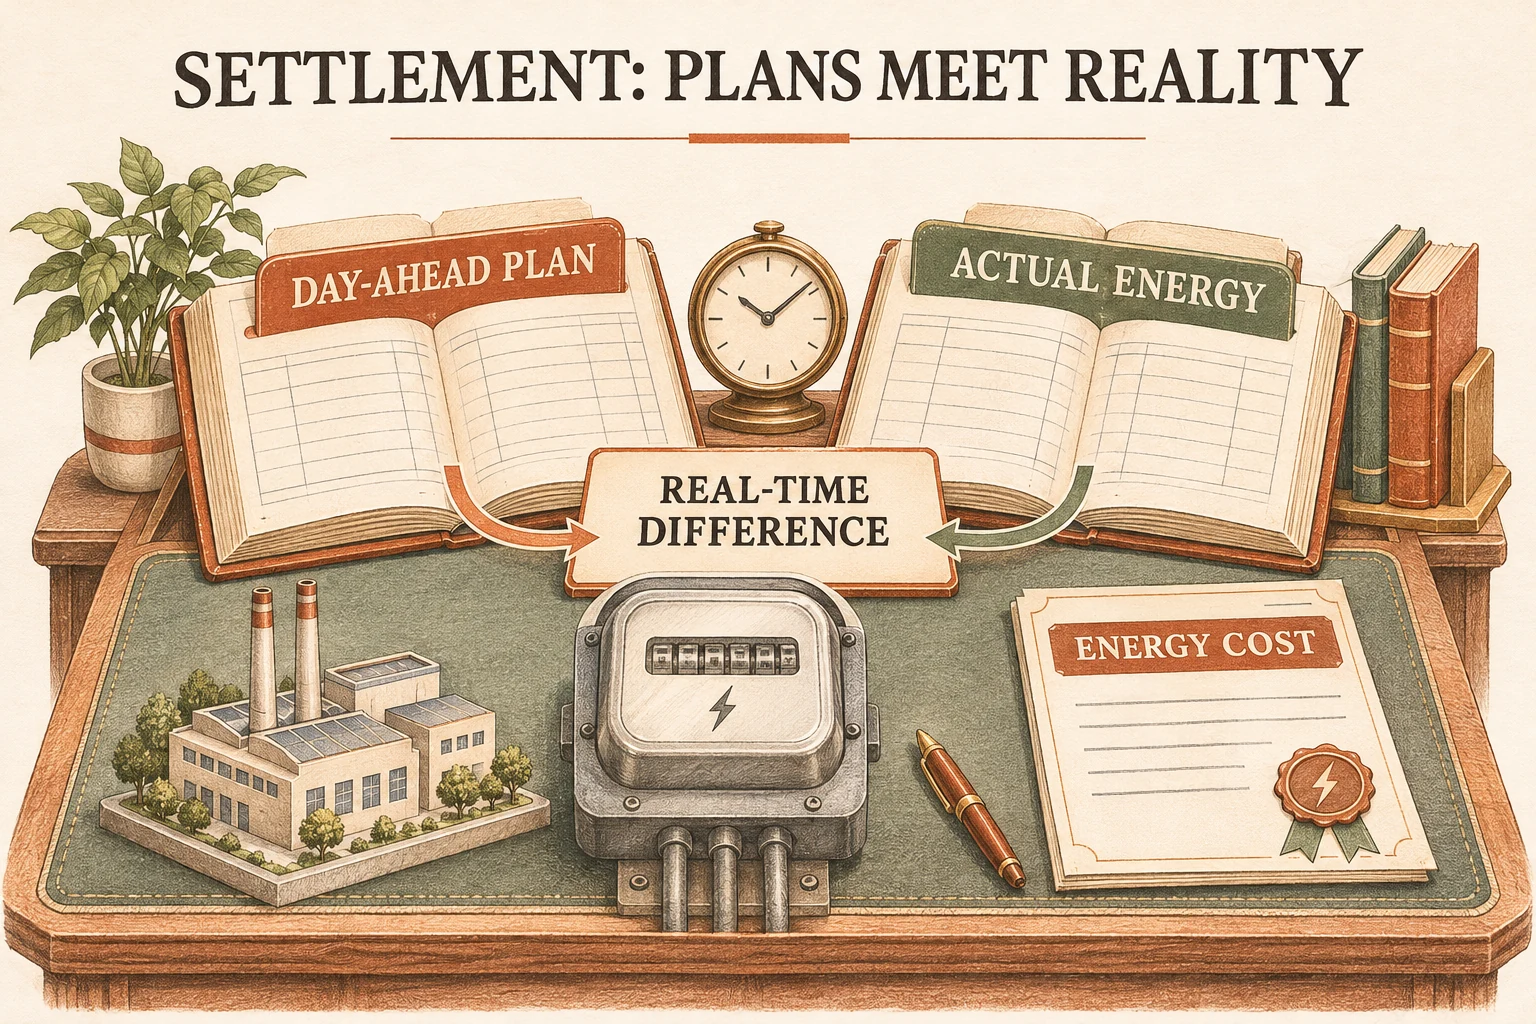 SETTLEMENT: PLANS MEET REALITY
DAY-AHEAD PLAN
ACTUAL ENERGY
REAL-TIME
DIFFERENCE
ENERGY COST